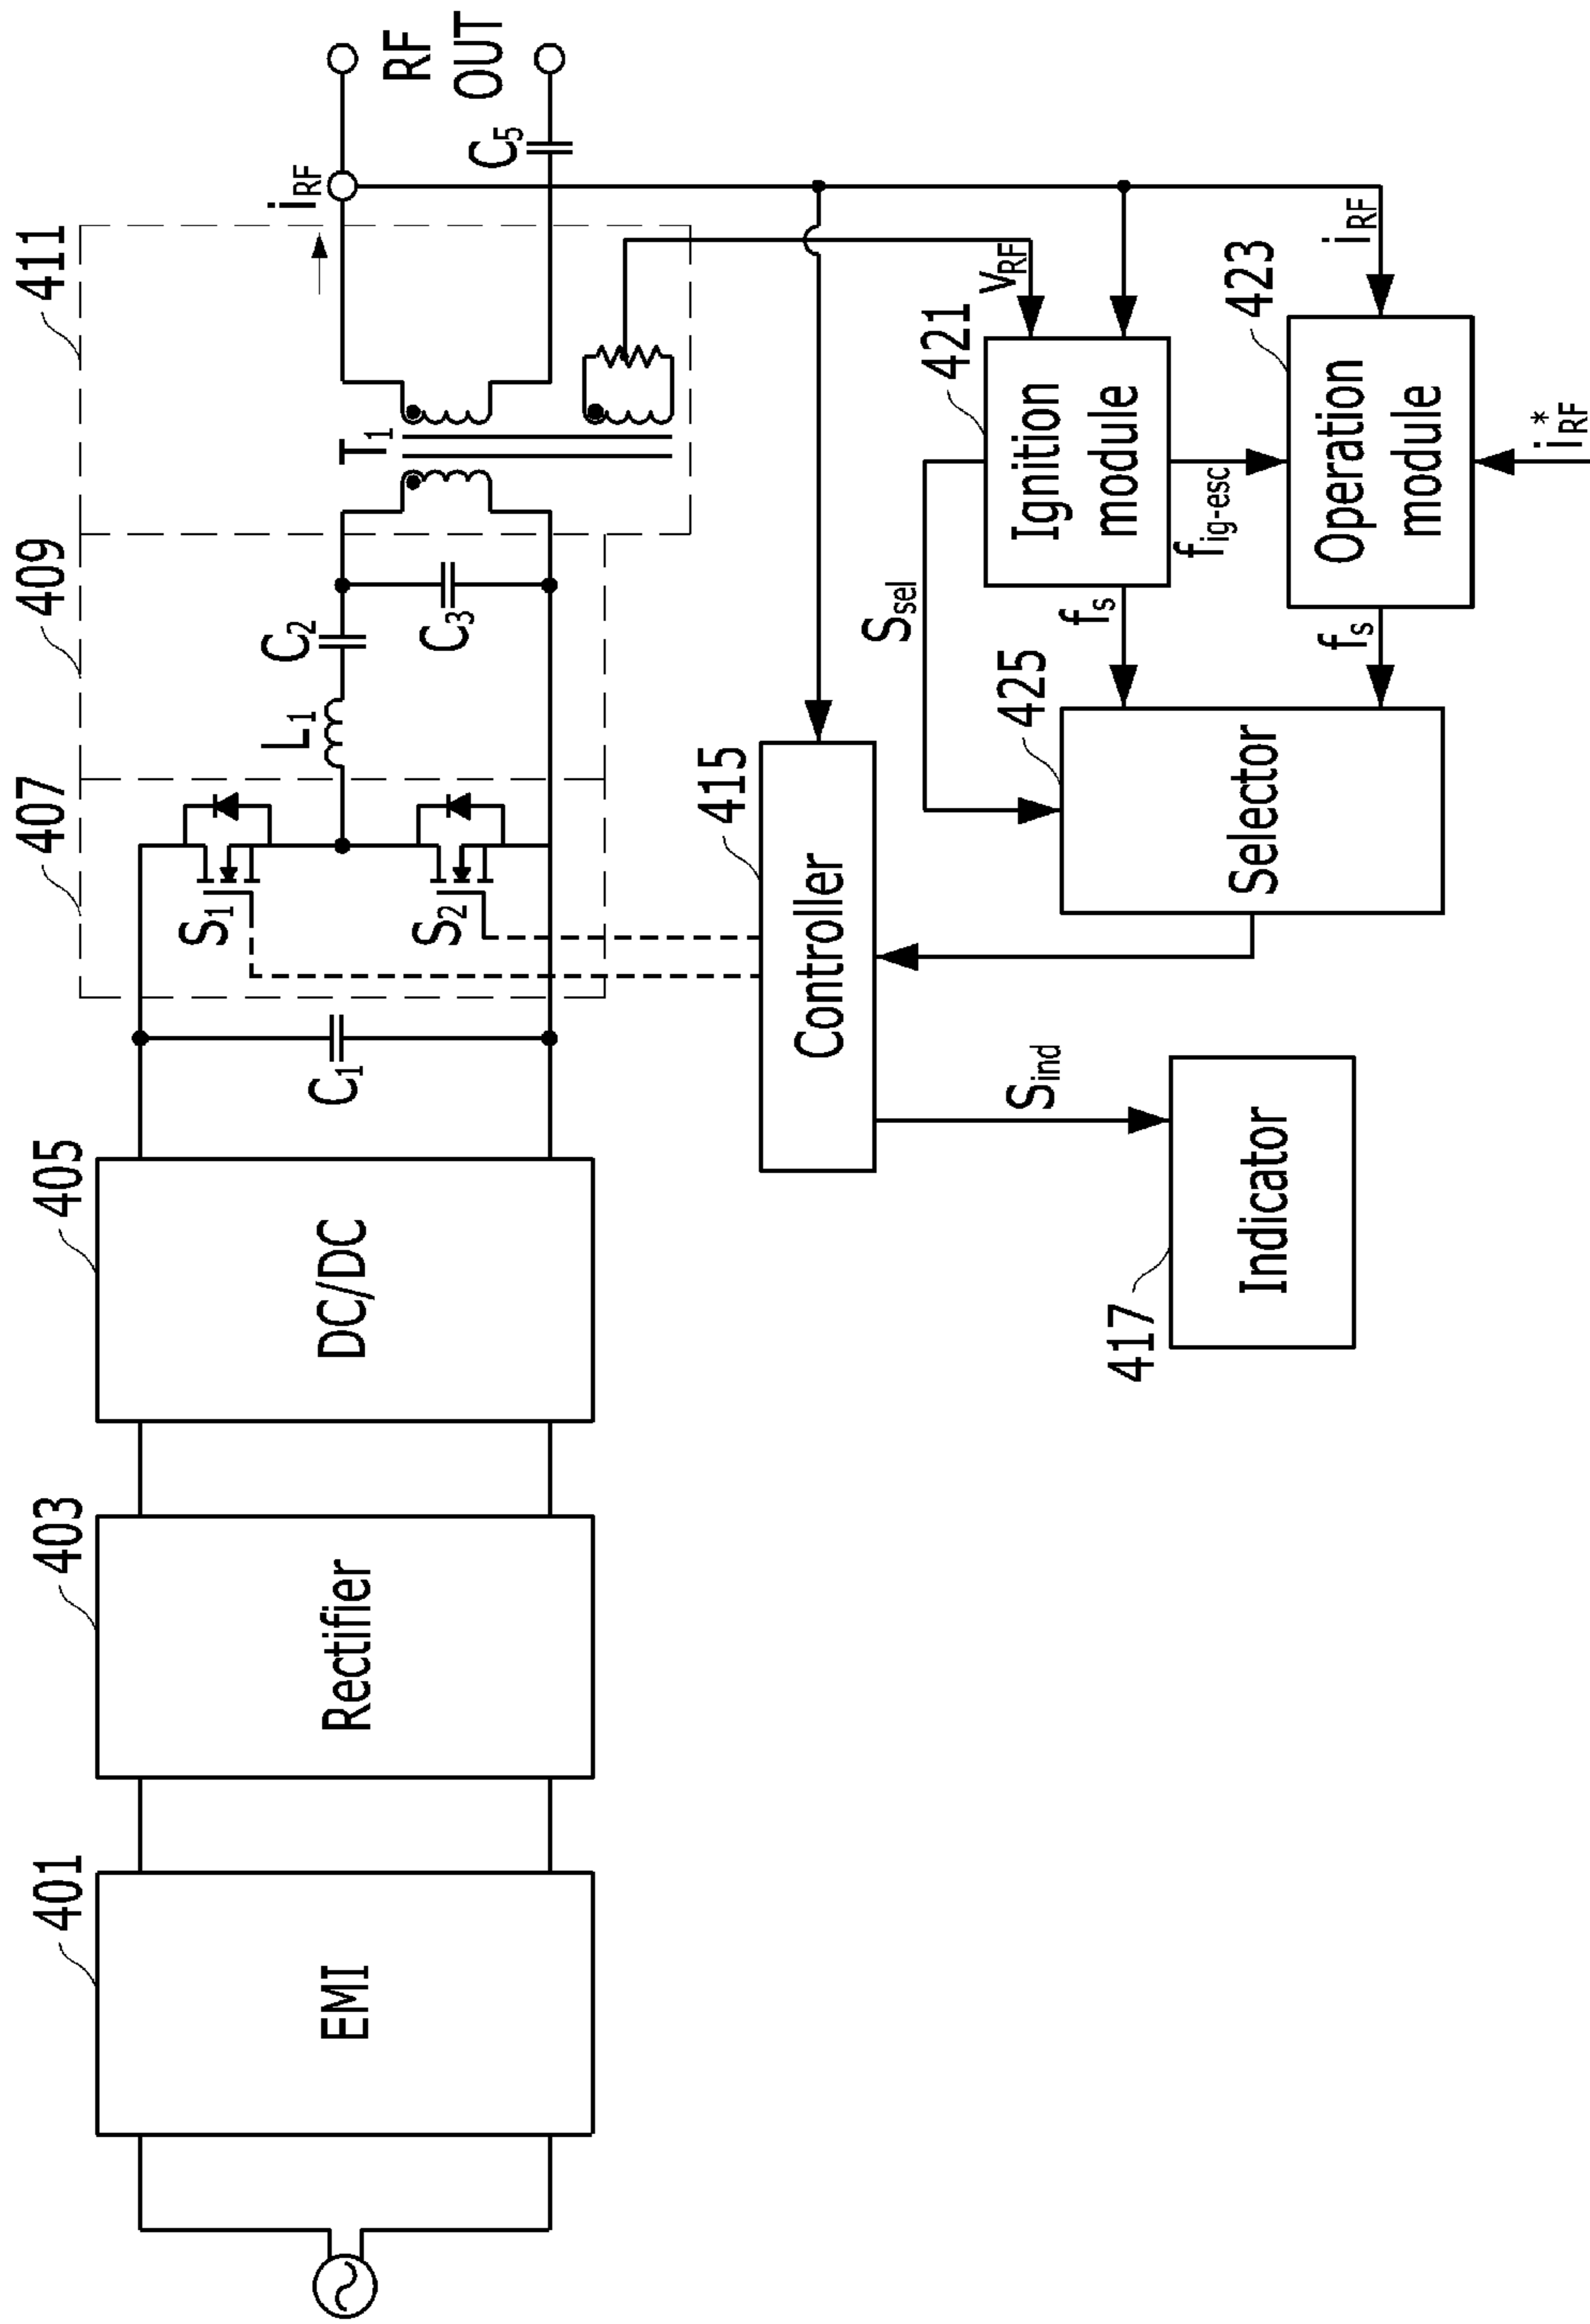 401
403
405
407
409
411
EMI
Rectifier
DC/DC
C1
S1
S2
L1
C2
C3
T1
iRF
RF
OUT
C5
415
Controller
Sind
417
Indicator
425
Selector
Ssel
fs
fs
421
Ignition
module
vRF
fig-esc
423
Operation
module
iRF
i*RF